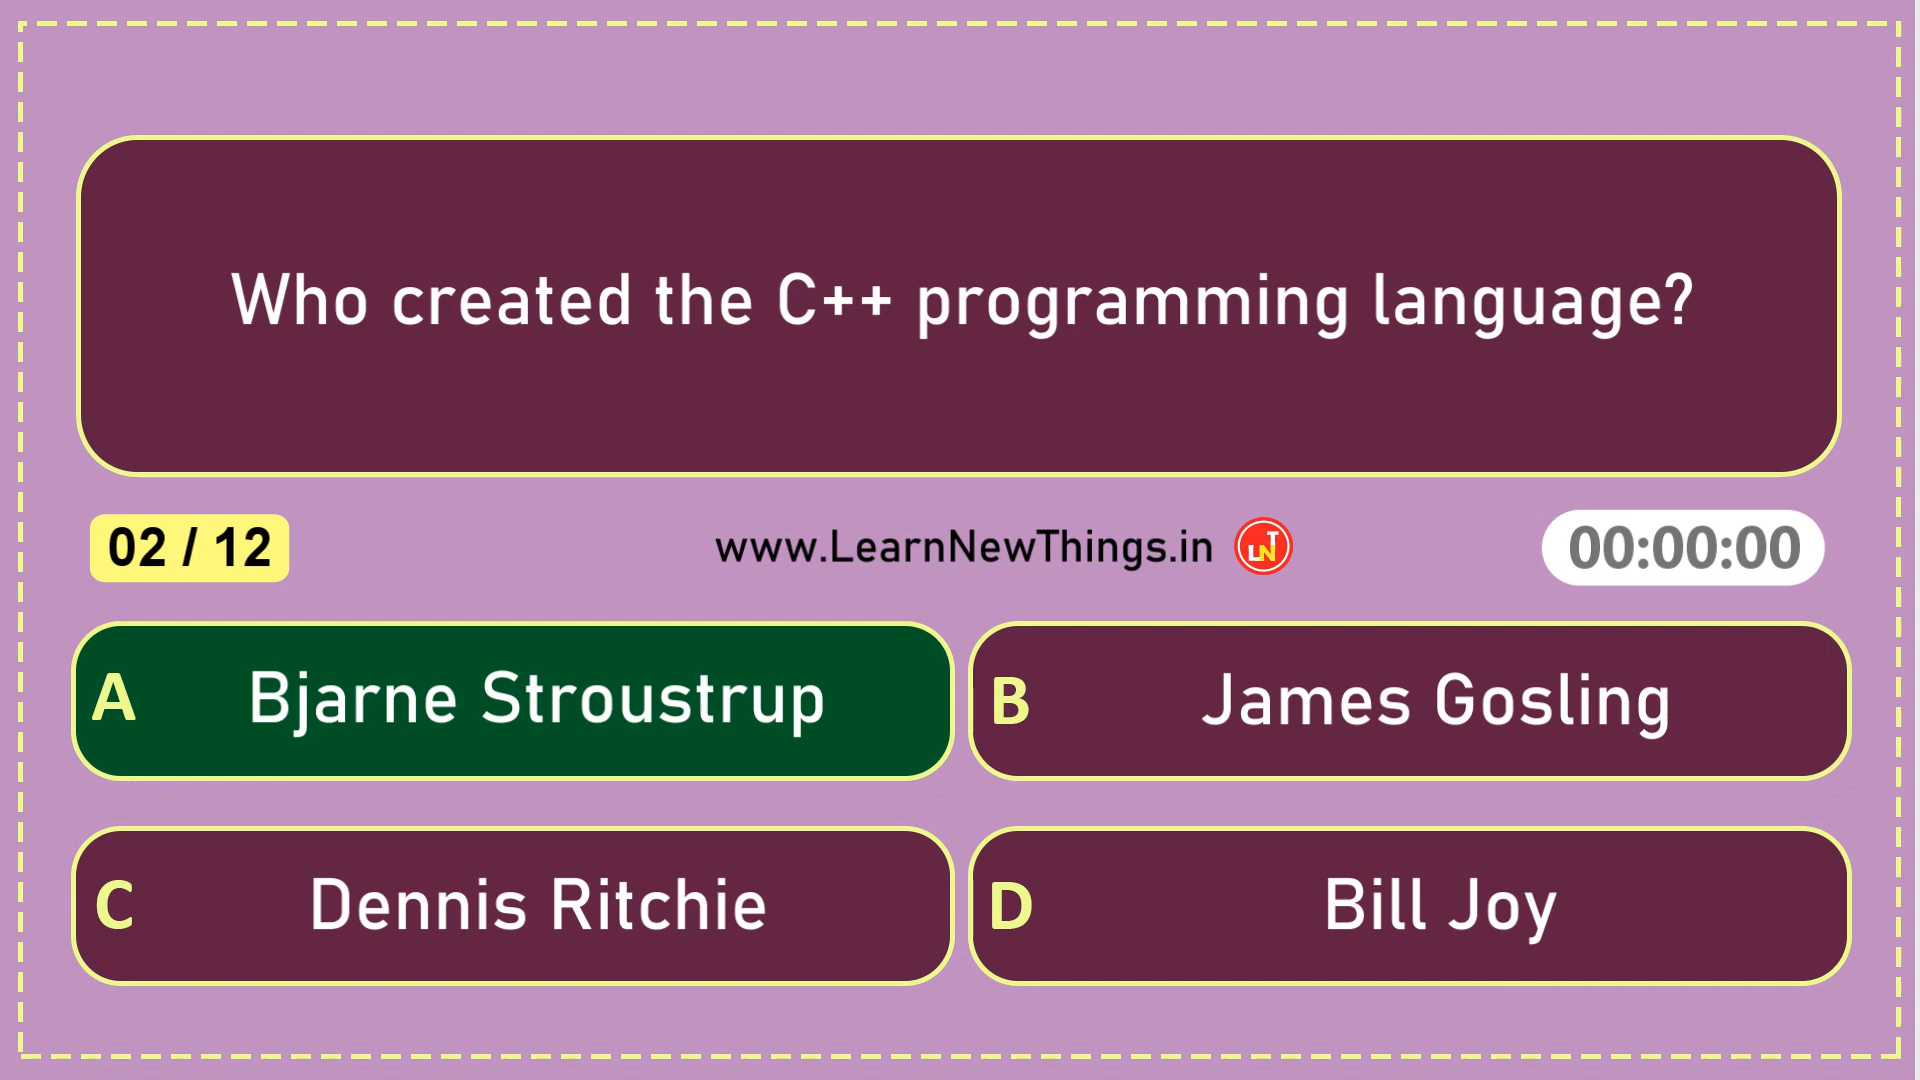 Who created the C++ programming language?
02 / 12
www.LearnNewThings.in
LNT
00:00:00
A Bjarne Stroustrup
B James Gosling
C Dennis Ritchie
D Bill Joy